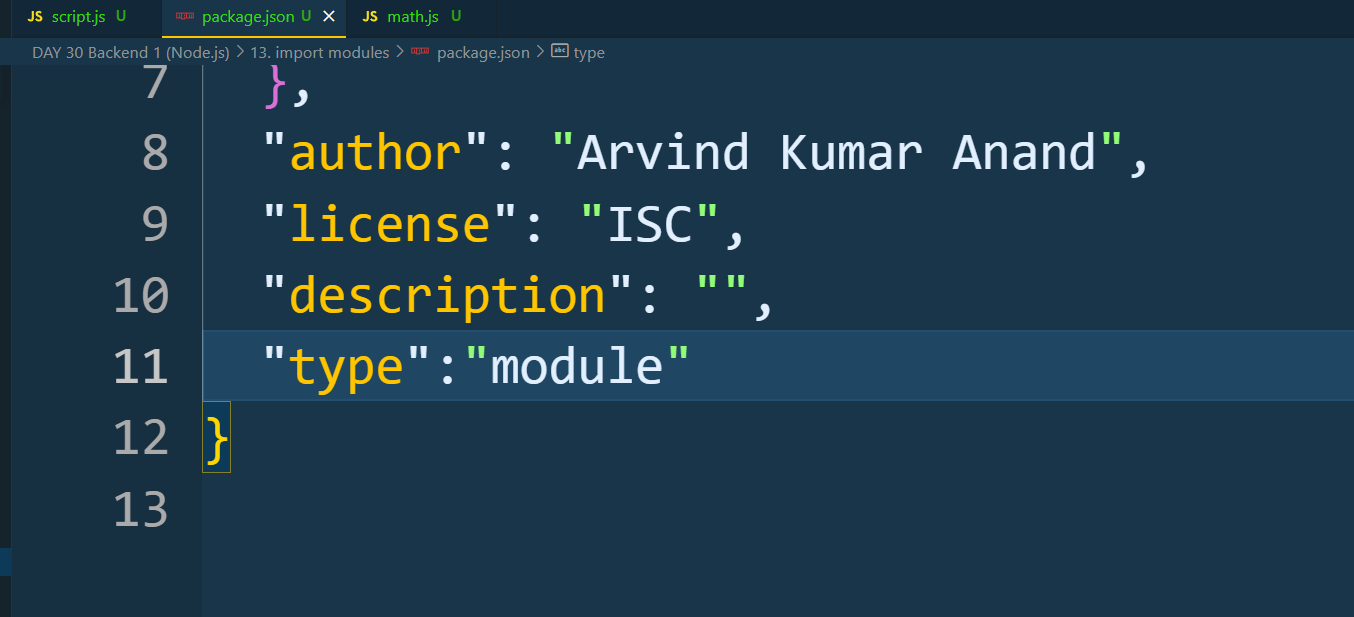 JS script.js U package.json U JS math.js U
DAY 30 Backend 1 (Node.js) > 13. import modules > package.json > abc type
7 },
8 "author": "Arvind Kumar Anand",
9 "license": "ISC",
10 "description": "",
11 "type":"module"
12 }
13